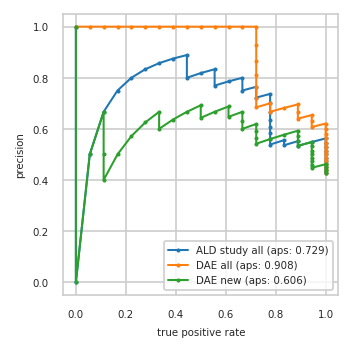 1.0
0.8
0.6
0.4
0.2
0.0
precision
0.0 0.2 0.4 0.6 0.8 1.0
true positive rate
ALD study all (aps: 0.729)
DAE all (aps: 0.908)
DAE new (aps: 0.606)